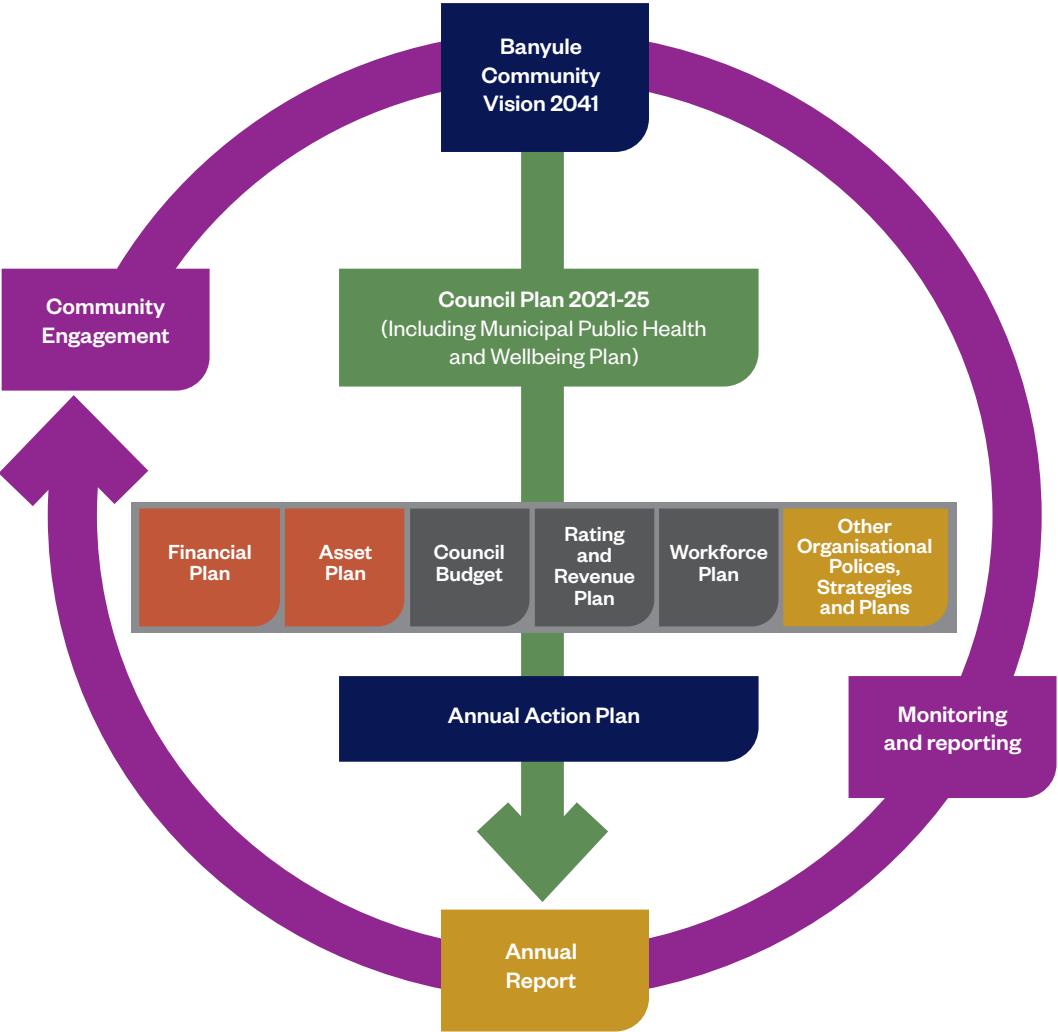 Banyule
Community
Vision 2041
Community
Engagement
Council Plan 2021-25
(Including Municipal Public Health
and Wellbeing Plan)
Financial
Plan
Asset
Plan
Council
Budget
Rating
and
Revenue
Plan
Workforce
Plan
Other
Organisational
Polices,
Strategies
and Plans
Annual Action Plan
Monitoring
and reporting
Annual
Report